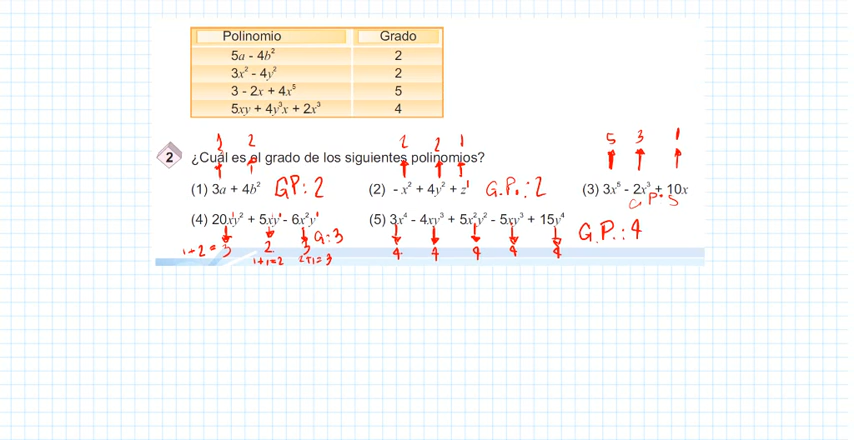 Polinomio Grado
5a - 4b² 2
3x² - 4y² 2
3 - 2x + 4x⁵ 5
5xy + 4y³x + 2x³ 4
1 2 2 2 1 5 3 1
2 ¿Cuál es el grado de los siguientes polinomios?
(1) 3a + 4b² GP: 2 (2) - x² + 4y² + z¹ G.P.: 2 (3) 3x⁵ - 2x³ + 10x
G P: 5
(4) 20x¹y² + 5x¹y¹ - 6x²y¹ (5) 3x⁴ - 4xy³ + 5x²y² - 5xy³ + 15y⁴ G.P.: 4
G: 3
1+2 = 3 2 3 4 4 4 4 4
1+1=2 2+1=3